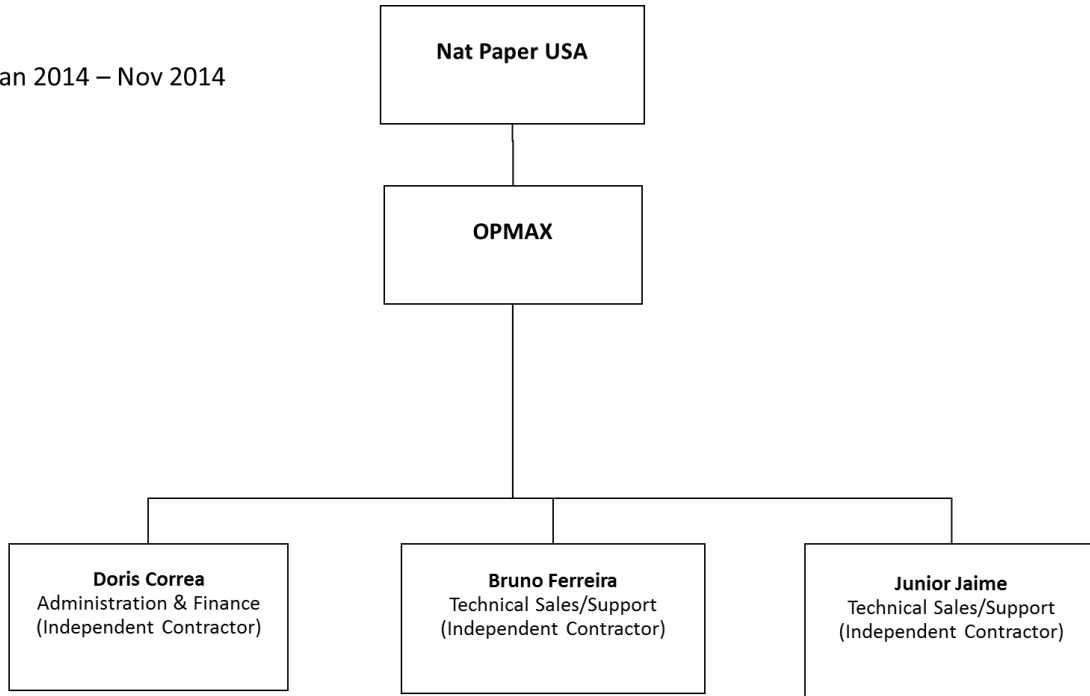 Nat Paper USA
an 2014 – Nov 2014
OPMAX
Doris Correa
Administration & Finance
(Independent Contractor)
Bruno Ferreira
Technical Sales/Support
(Independent Contractor)
Junior Jaime
Technical Sales/Support
(Independent Contractor)